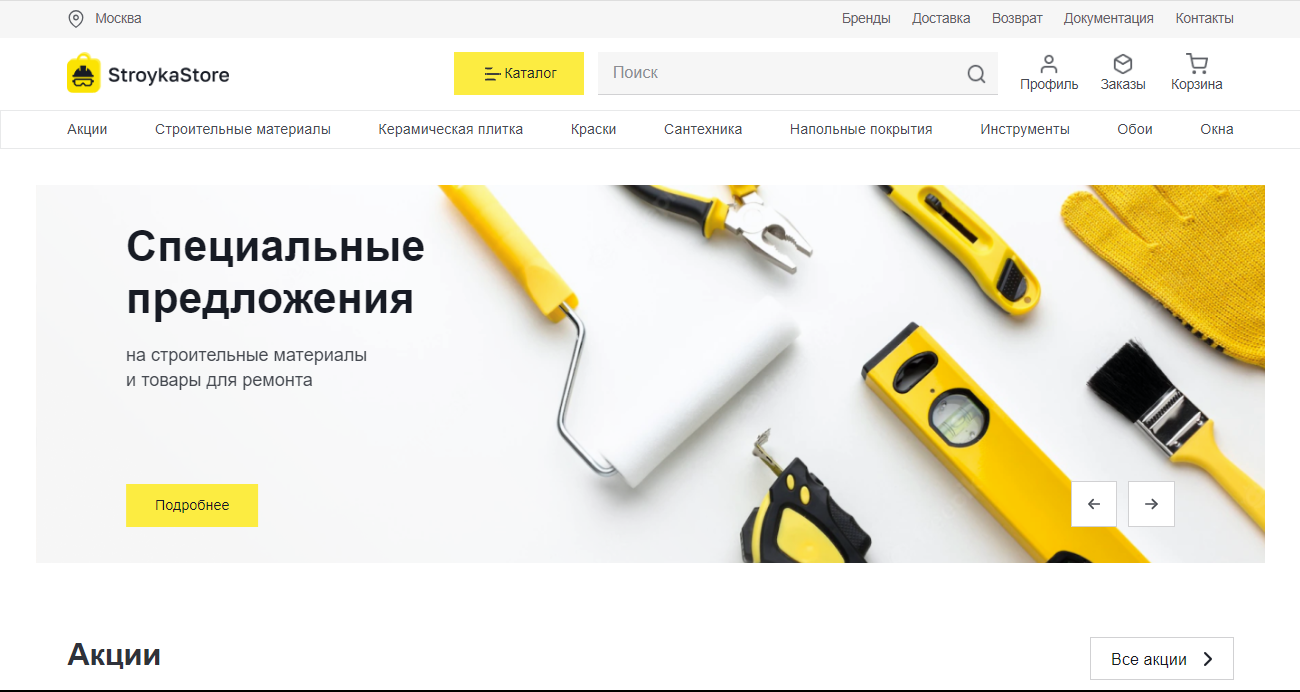 Москва
Бренды Доставка Возврат Документация Контакты
StroykaStore
Каталог
Поиск
Профиль Заказы Корзина
Акции Строительные материалы Керамическая плитка Краски Сантехника Напольные покрытия Инструменты Обои Окна
Специальные
предложения
на строительные материалы
и товары для ремонта
Подробнее
Акции
Все акции